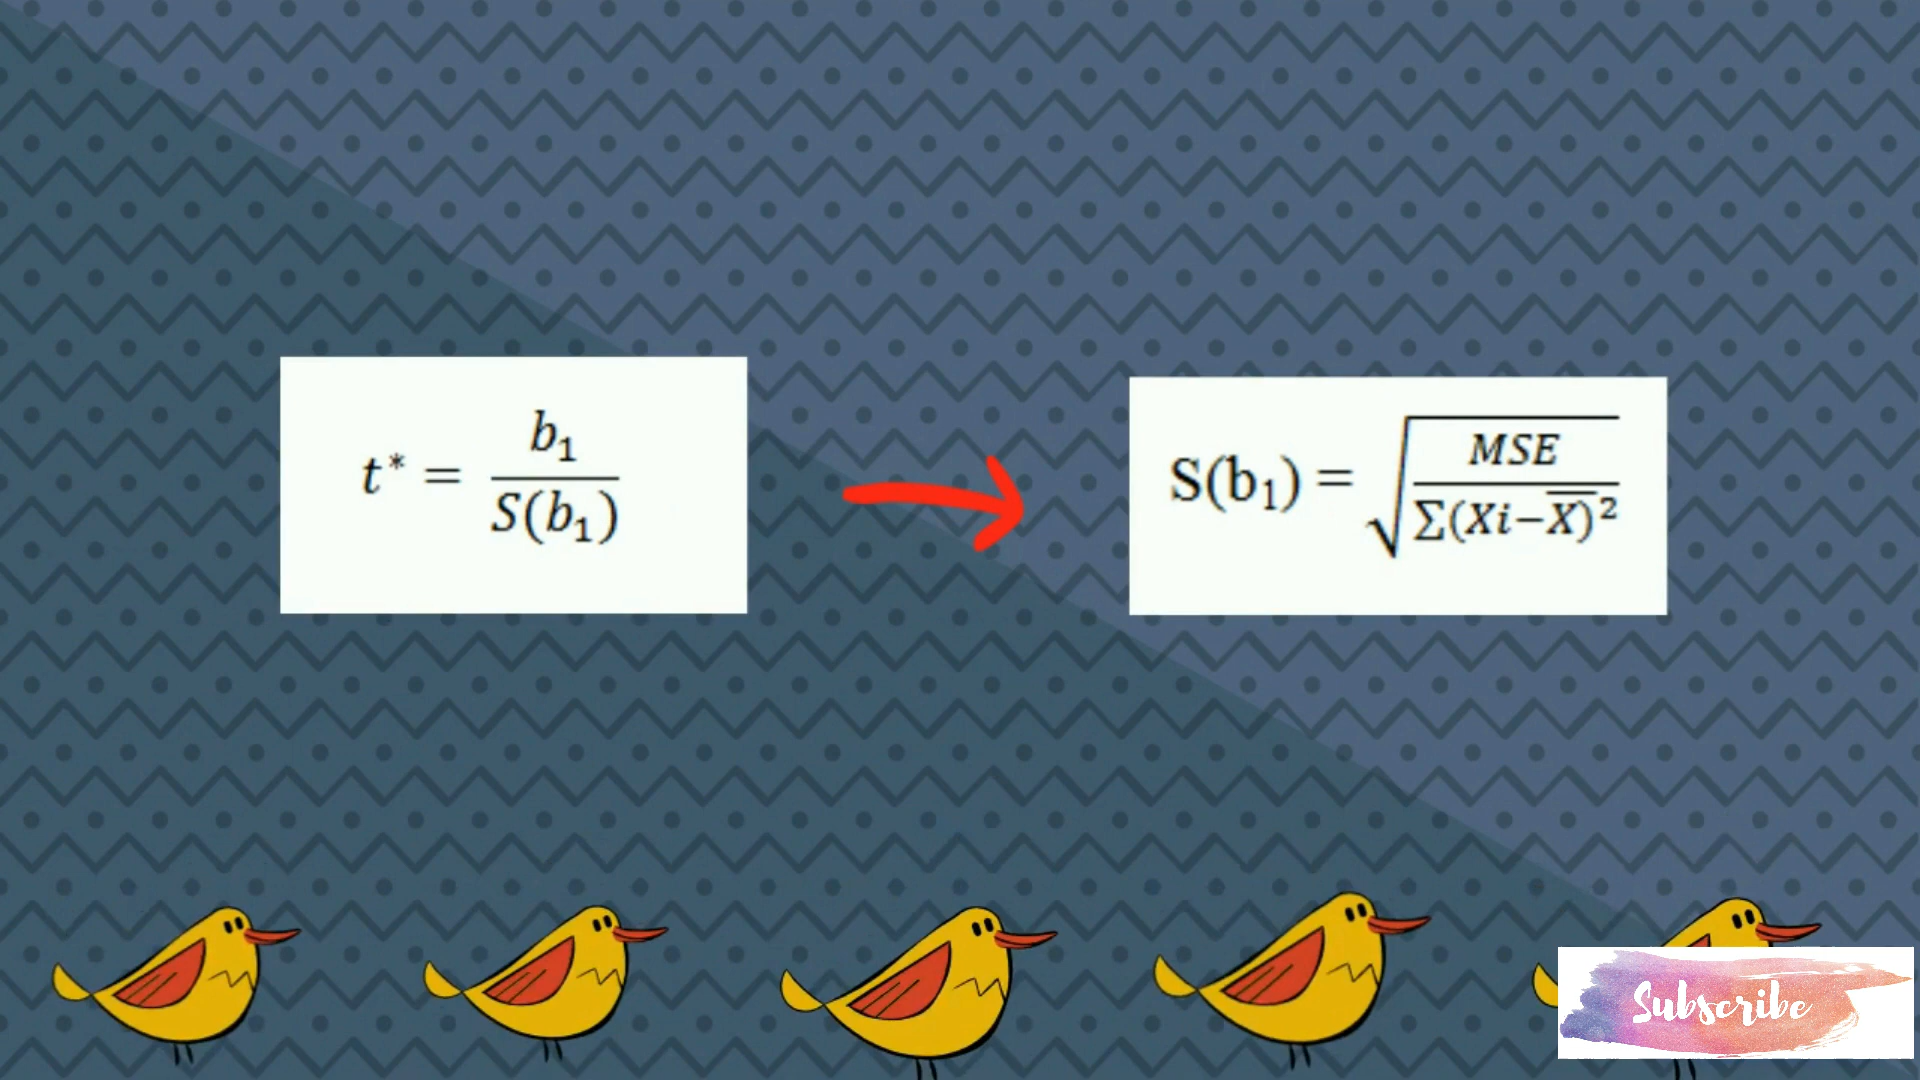 t* = b₁ / S(b₁)
S(b₁) = √(MSE / Σ(Xi−X̅)²)
Subscribe